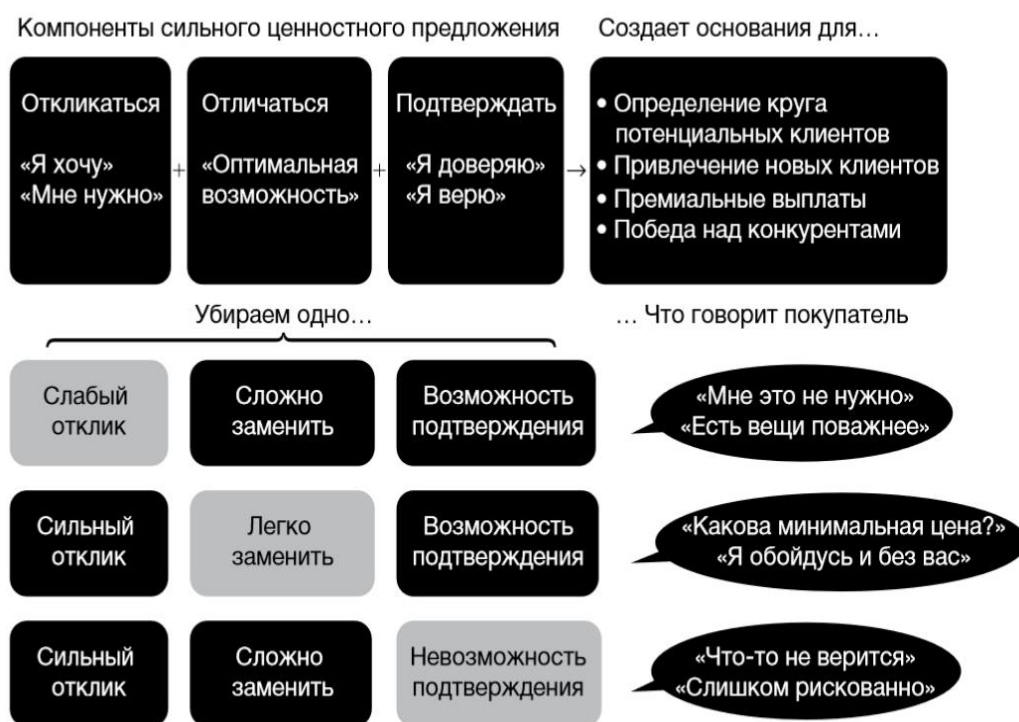 Компоненты сильного ценностного предложения
Создает основания для…
Откликаться
«Я хочу»
«Мне нужно»
+
Отличаться
«Оптимальная
возможность»
+
Подтверждать
«Я доверяю»
«Я верю»
→
• Определение круга
потенциальных клиентов
• Привлечение новых клиентов
• Премиальные выплаты
• Победа над конкурентами
Убираем одно…
… Что говорит покупатель
Слабый
отклик
Сложно
заменить
Возможность
подтверждения
«Мне это не нужно»
«Есть вещи поважнее»
Сильный
отклик
Легко
заменить
Возможность
подтверждения
«Какова минимальная цена?»
«Я обойдусь и без вас»
Сильный
отклик
Сложно
заменить
Невозможность
подтверждения
«Что-то не верится»
«Слишком рискованно»